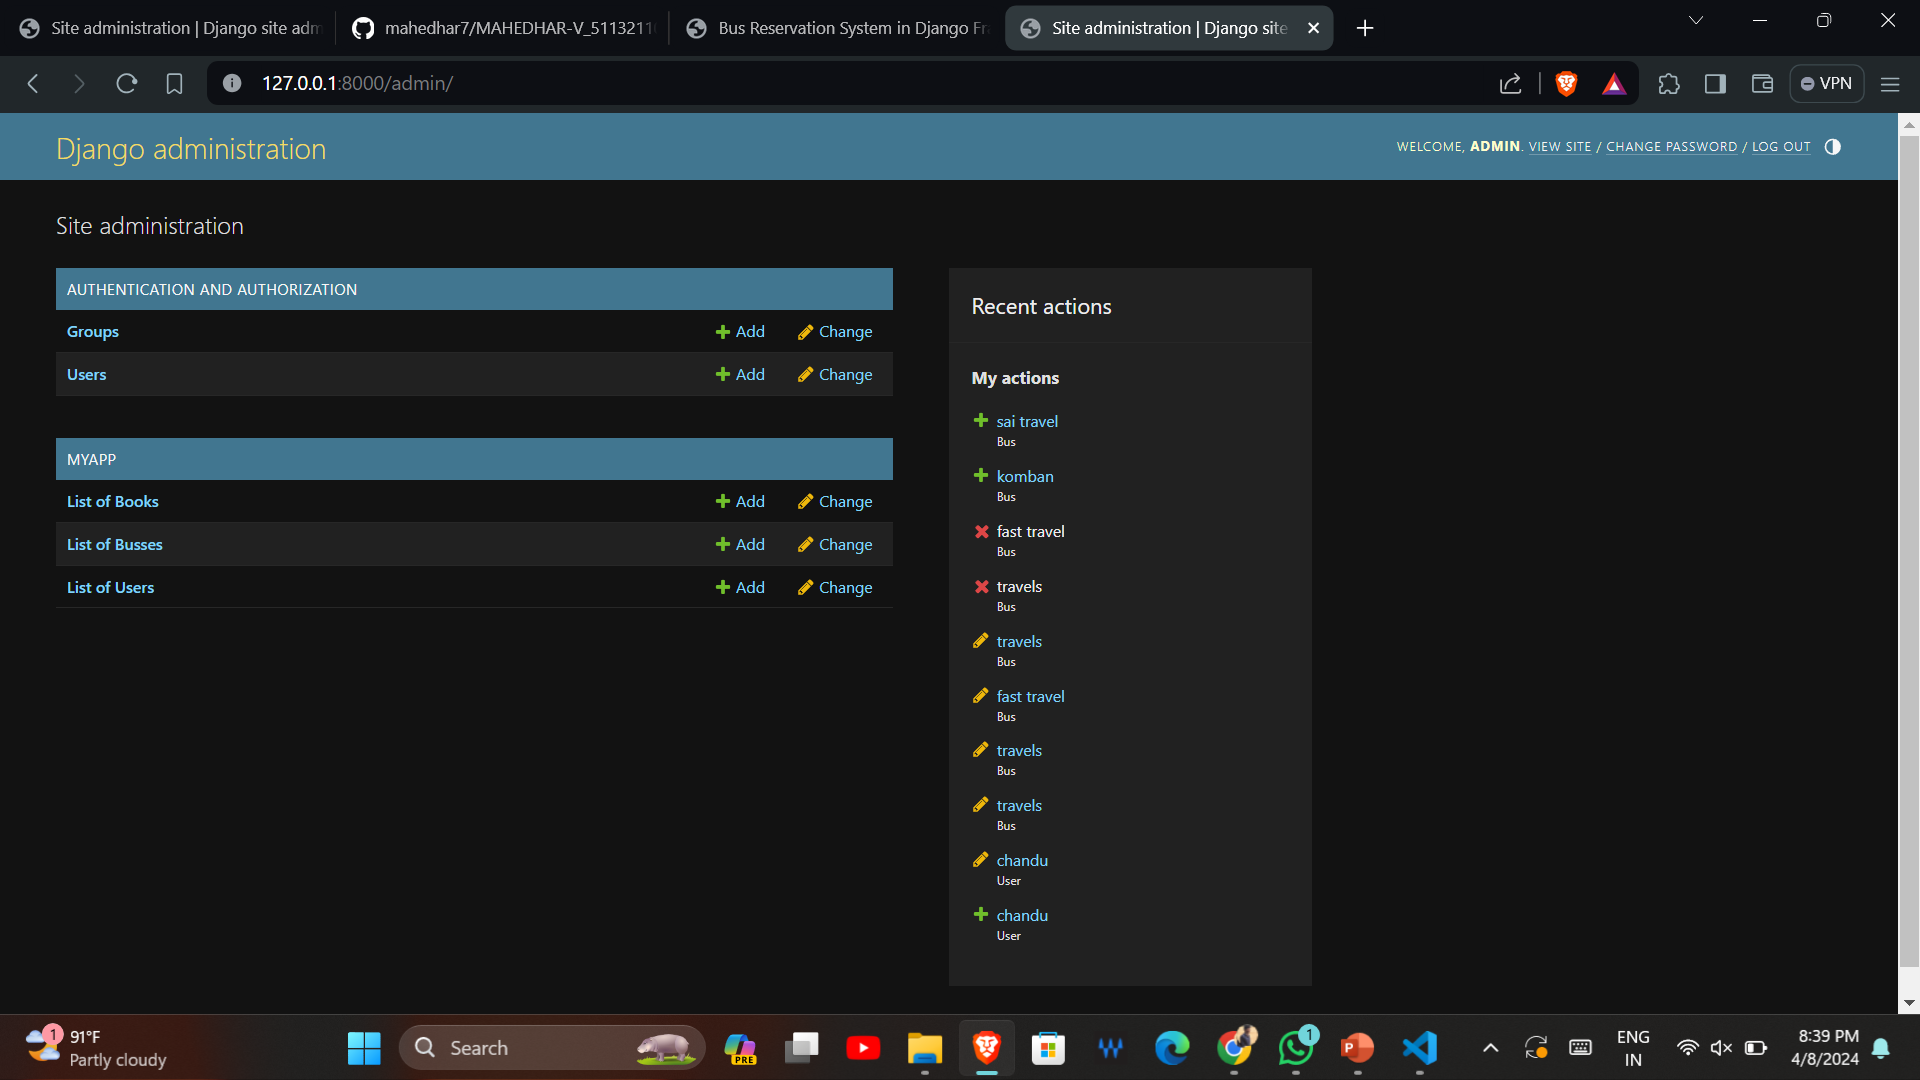 Site administration | Django site adm
mahedhar7/MAHEDHAR-V_5113211
Bus Reservation System in Django Fr
Site administration | Django site
127.0.0.1:8000/admin/
VPN
Django administration
WELCOME, ADMIN. VIEW SITE / CHANGE PASSWORD / LOG OUT
Site administration
AUTHENTICATION AND AUTHORIZATION
Groups Add Change
Users Add Change
MYAPP
List of Books Add Change
List of Busses Add Change
List of Users Add Change
Recent actions
My actions
sai travel
Bus
komban
Bus
fast travel
Bus
travels
Bus
travels
Bus
fast travel
Bus
travels
Bus
travels
Bus
chandu
User
chandu
User
1
91°F
Partly cloudy
Search
PRE
1
ENG
IN
8:39 PM
4/8/2024